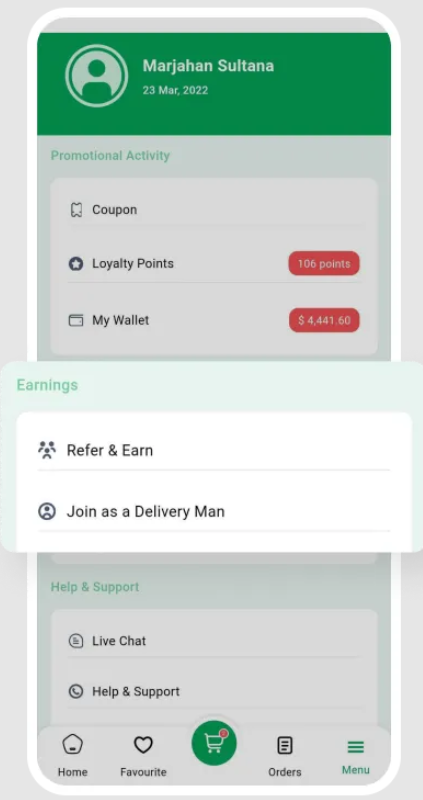 Marjahan Sultana
23 Mar, 2022
Promotional Activity
Coupon
Loyalty Points 106 points
My Wallet $ 4,441.60
Earnings
Refer & Earn
Join as a Delivery Man
Help & Support
Live Chat
Help & Support
Home Favourite Orders Menu